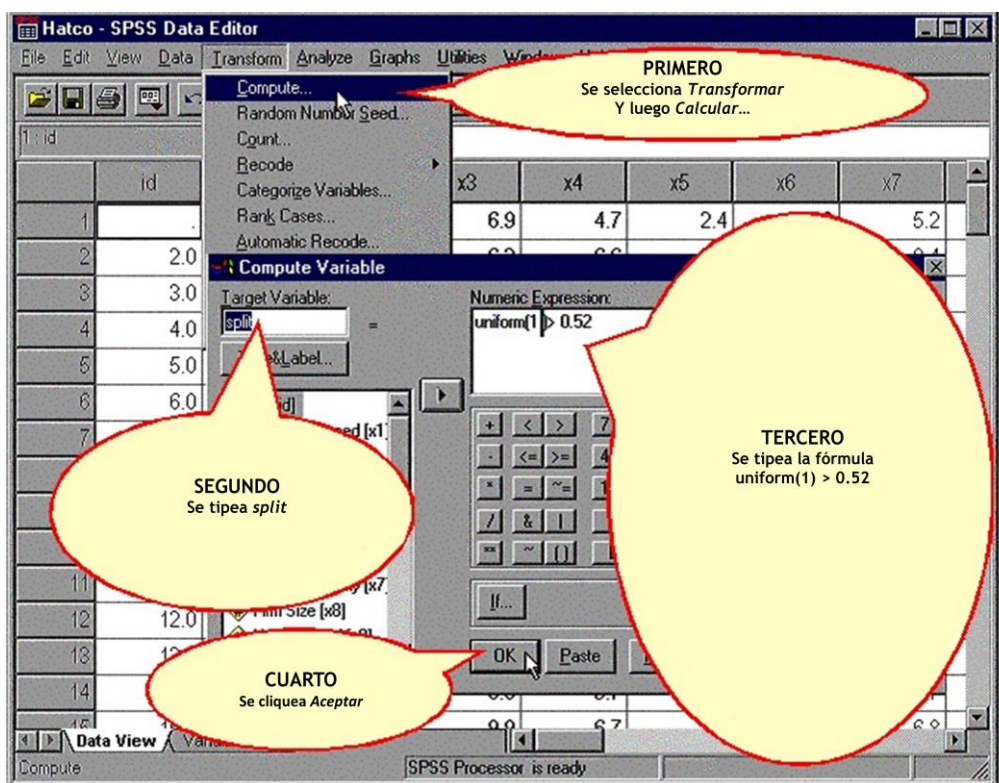 Hatco - SPSS Data Editor
File Edit View Data Transform Analyze Graphs Utilities
PRIMERO
Se selecciona Transformar
Y luego Calcular...
Compute...
Random Number Seed...
Count...
Recode
Categorize Variables...
Rank Cases...
Automatic Recode...
1 : id
id x3 x4 x5 x6 x7
1 . 6.9 4.7 2.4 5.2
2 2.0
3 3.0
4 4.0
5 5.0
6 6.0
7
11
12 12.0
13
14
Compute Variable
Target Variable:
split
=
Numeric Expression:
uniform(1) > 0.52
[x7]
Size [x8]
+ < > 7
- <= >= 4
* = ~= 1
/ & |
** ~ ()
If...
OK Paste
SEGUNDO
Se tipea split
TERCERO
Se tipea la fórmula
uniform(1) > 0.52
CUARTO
Se cliquea Aceptar
Data View
Compute
SPSS Processor is ready